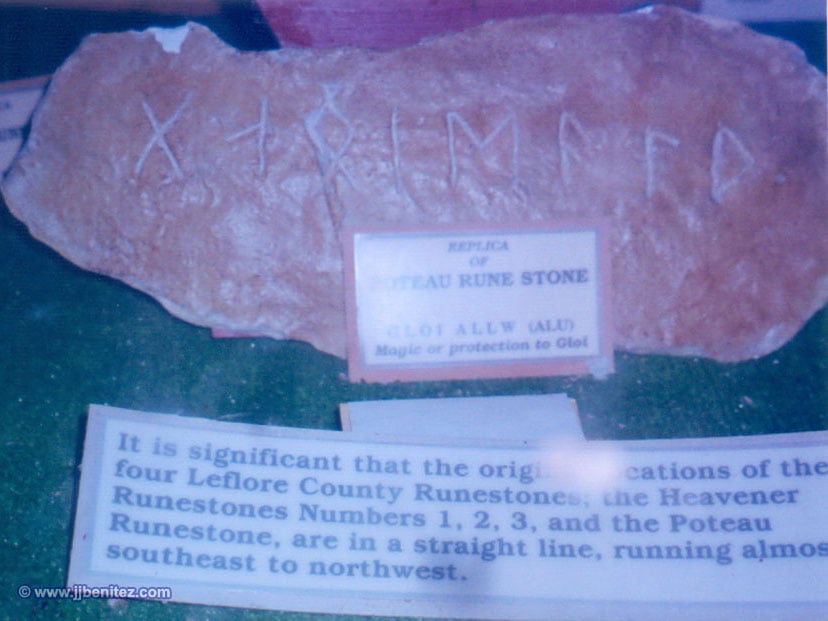 ᚷ ᛟ ᛁ E ᚢ
REPLICA
OF
POTEAU RUNE STONE
GLOI ALLW (ALU)
Magic or protection to Gloi
It is significant that the orig cations of the
four Leflore County Runestones, the Heavener
Runestones Numbers 1, 2, 3, and the Poteau
Runestone, are in a straight line, running almos
southeast to northwest.
© www.jjbenitez.com